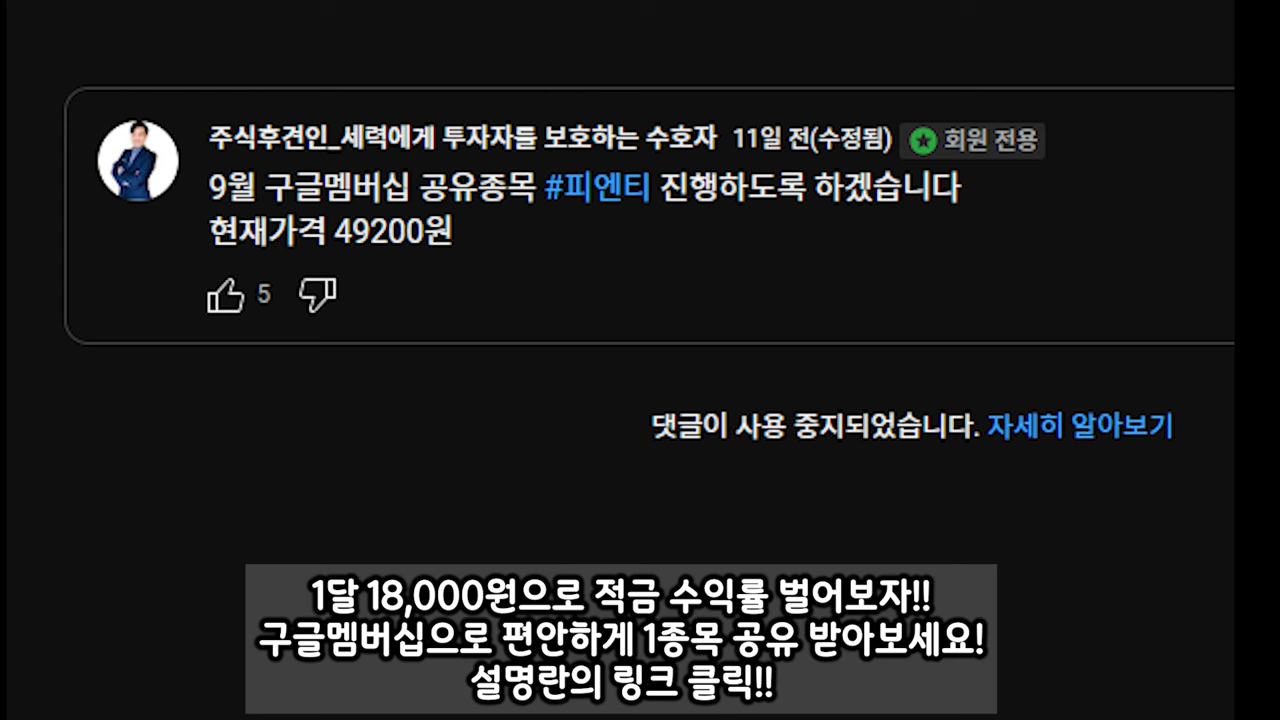 주식후견인_세력에게 투자자들 보호하는 수호자 11일 전(수정됨) 회원 전용
9월 구글멤버십 공유종목 #피엔티 진행하도록 하겠습니다
현재가격 49200원
5
댓글이 사용 중지되었습니다. 자세히 알아보기
1달 18,000원으로 적금 수익률 벌어보자!!
구글멤버십으로 편안하게 1종목 공유 받아보세요!
설명란의 링크 클릭!!